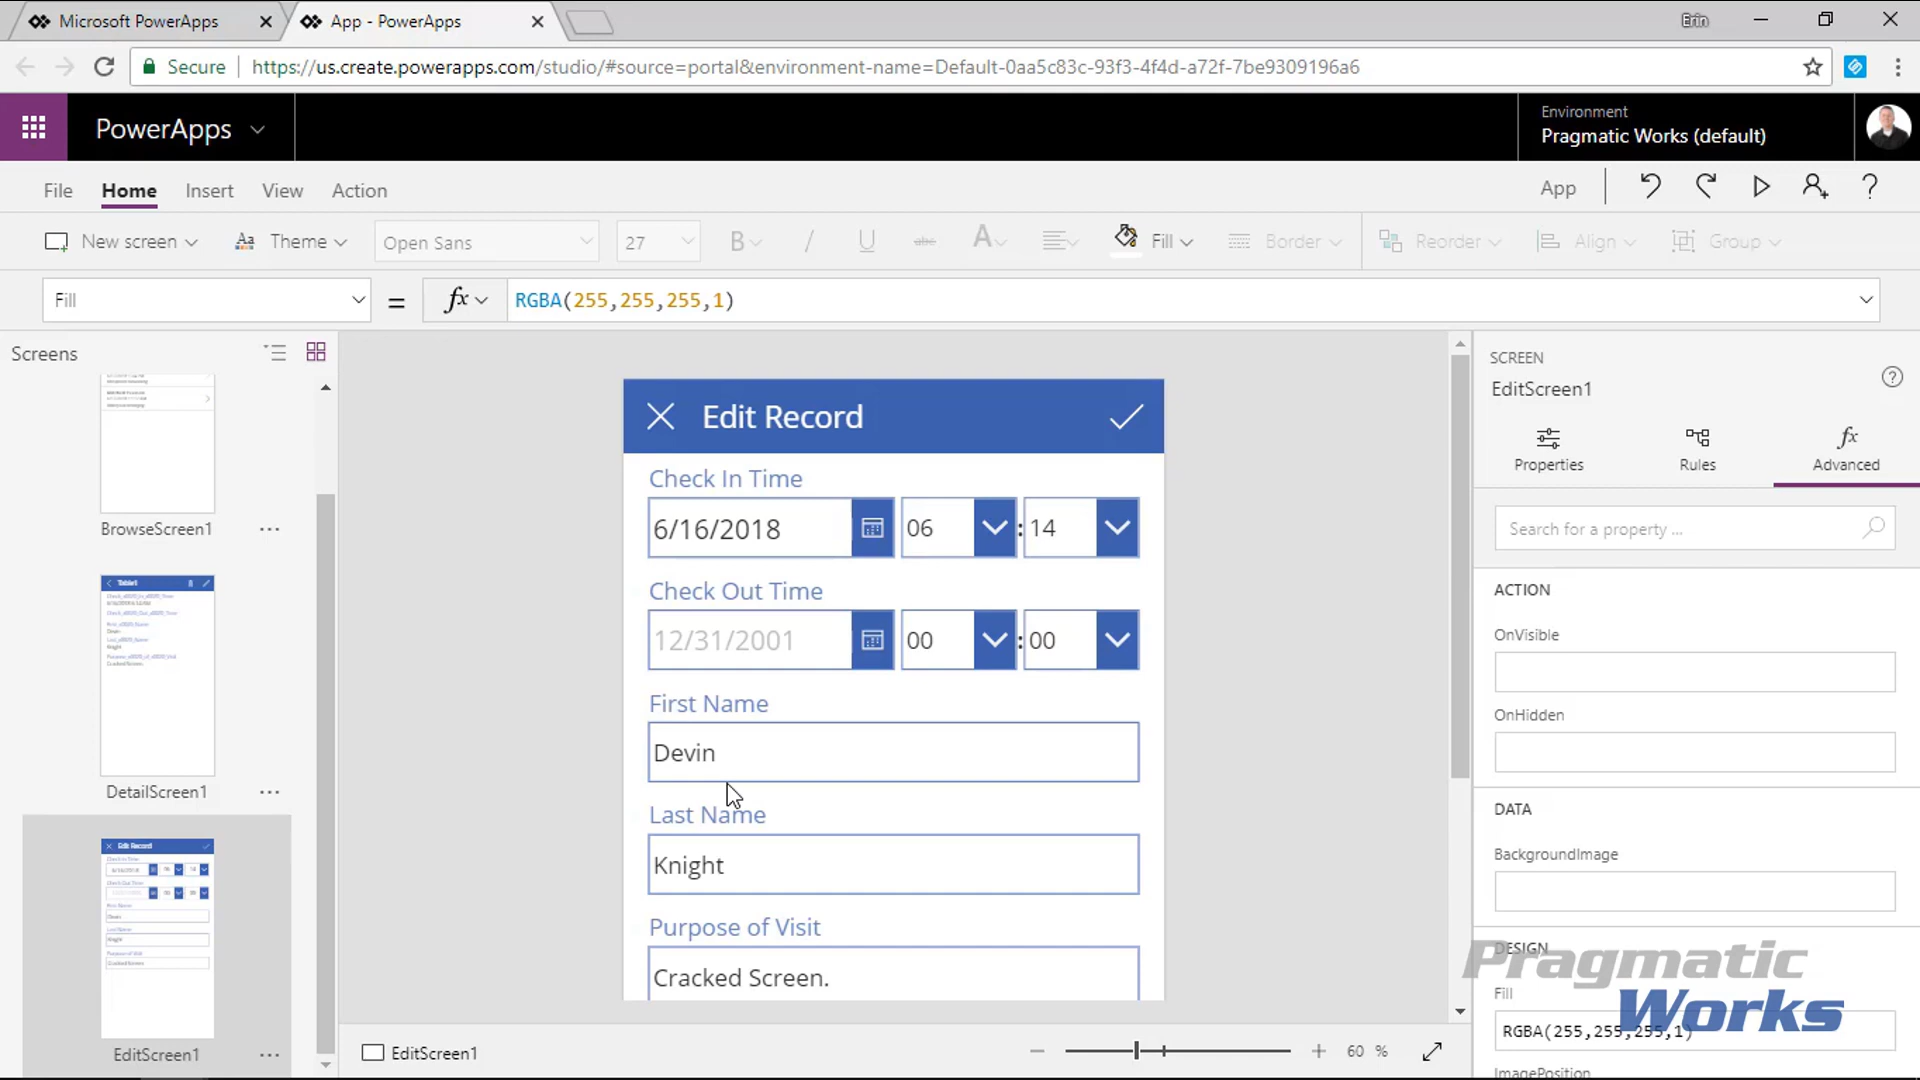 Microsoft PowerApps
App - PowerApps
Erin
Secure
https://us.create.powerapps.com/studio/#source=portal&environment-name=Default-0aa5c83c-93f3-4f4d-a72f-7be9309196a6
PowerApps
Environment
Pragmatic Works (default)
File Home Insert View Action
App
New screen
Theme
Open Sans
27
Fill
Border
Reorder
Align
Group
Fill
=
fx
RGBA(255,255,255,1)
Screens
BrowseScreen1
...
Table1
DetailScreen1
...
Edit Record
EditScreen1
...
Edit Record
Check In Time
6/16/2018 06 : 14
Check Out Time
12/31/2001 00 : 00
First Name
Devin
Last Name
Knight
Purpose of Visit
Cracked Screen.
EditScreen1
60 %
SCREEN
EditScreen1
Properties
Rules
Advanced
Search for a property ...
ACTION
OnVisible
OnHidden
DATA
BackgroundImage
DESIGN
Fill
RGBA(255,255,255,1)
ImagePosition
Pragmatic
Works